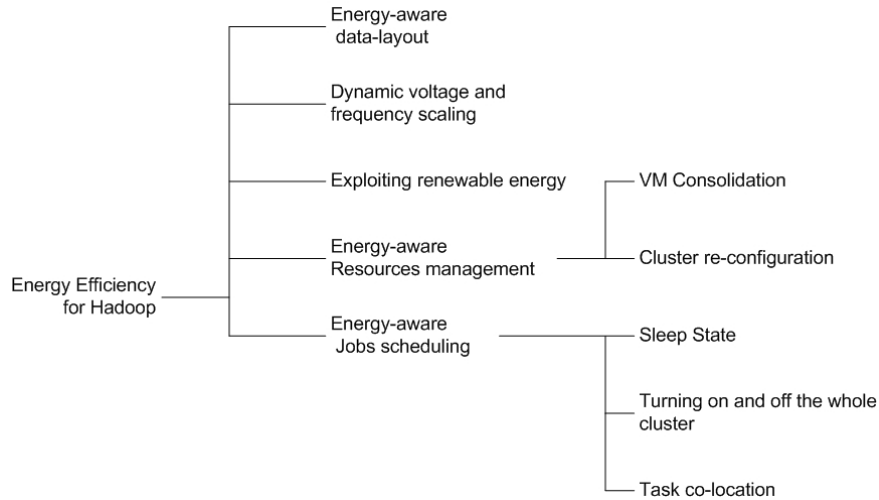 Energy Efficiency
for Hadoop
Energy-aware
data-layout
Dynamic voltage and
frequency scaling
Exploiting renewable energy
Energy-aware
Resources management
Energy-aware
Jobs scheduling
VM Consolidation
Cluster re-configuration
Sleep State
Turning on and off the whole
cluster
Task co-location